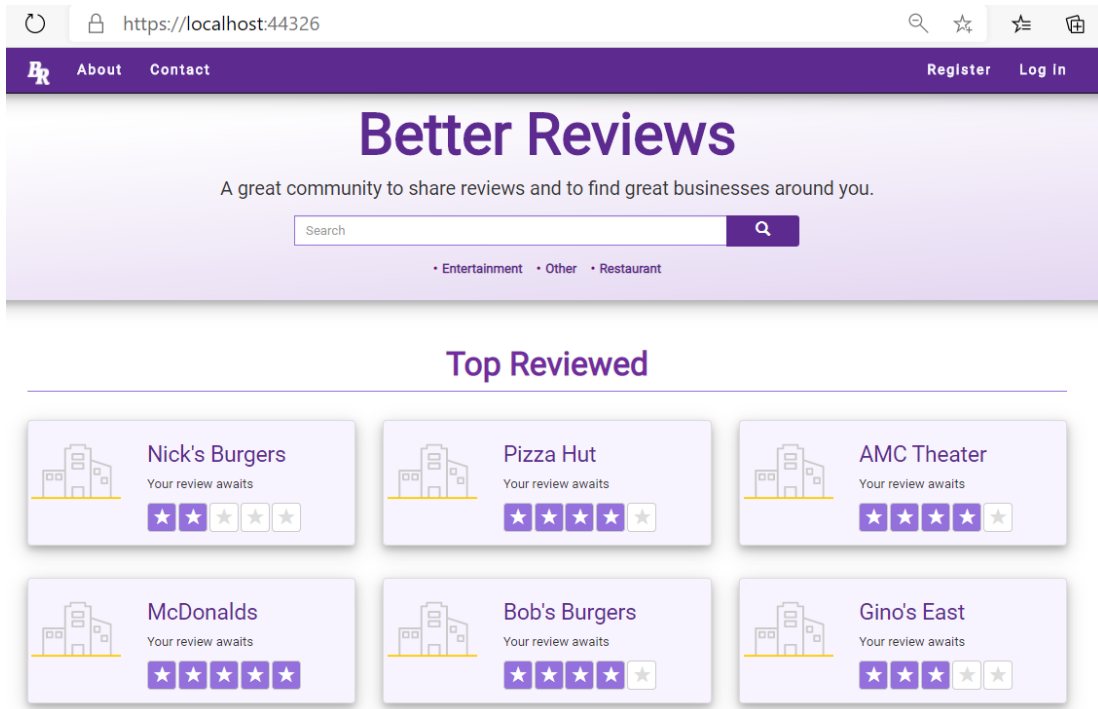 https://localhost:44326
BR About Contact Register Log in
Better Reviews
A great community to share reviews and to find great businesses around you.
Search
• Entertainment • Other • Restaurant
Top Reviewed
Nick's Burgers Pizza Hut AMC Theater
Your review awaits Your review awaits Your review awaits
McDonalds Bob's Burgers Gino's East
Your review awaits Your review awaits Your review awaits